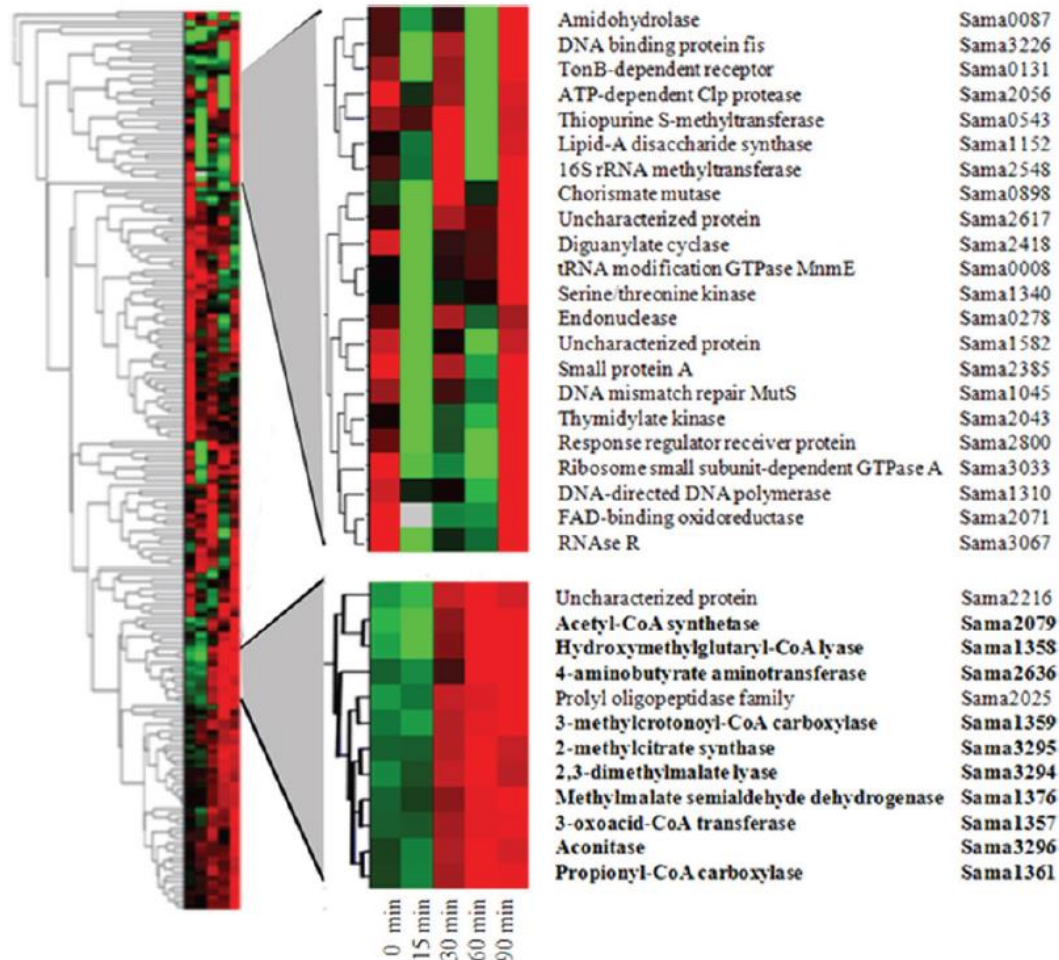 Amidohydrolase Sama0087
DNA binding protein fis Sama3226
TonB-dependent receptor Sama0131
ATP-dependent Clp protease Sama2056
Thiopurine S-methyltransferase Sama0543
Lipid-A disaccharide synthase Sama1152
16S rRNA methyltransferase Sama2548
Chorismate mutase Sama0898
Uncharacterized protein Sama2617
Diguanylate cyclase Sama2418
tRNA modification GTPase MnmE Sama0008
Serine/threonine kinase Sama1340
Endonuclease Sama0278
Uncharacterized protein Sama1582
Small protein A Sama2385
DNA mismatch repair MutS Sama1045
Thymidylate kinase Sama2043
Response regulator receiver protein Sama2800
Ribosome small subunit-dependent GTPase A Sama3033
DNA-directed DNA polymerase Sama1310
FAD-binding oxidoreductase Sama2071
RNAse R Sama3067
Uncharacterized protein Sama2216
Acetyl-CoA synthetase Sama2079
Hydroxymethylglutaryl-CoA lyase Sama1358
4-aminobutyrate aminotransferase Sama2636
Prolyl oligopeptidase family Sama2025
3-methylcrotonoyl-CoA carboxylase Sama1359
2-methylcitrate synthase Sama3295
2,3-dimethylmalate lyase Sama3294
Methylmalate semialdehyde dehydrogenase Sama1376
3-oxoacid-CoA transferase Sama1357
Aconitase Sama3296
Propionyl-CoA carboxylase Sama1361
0 min
15 min
30 min
60 min
90 min